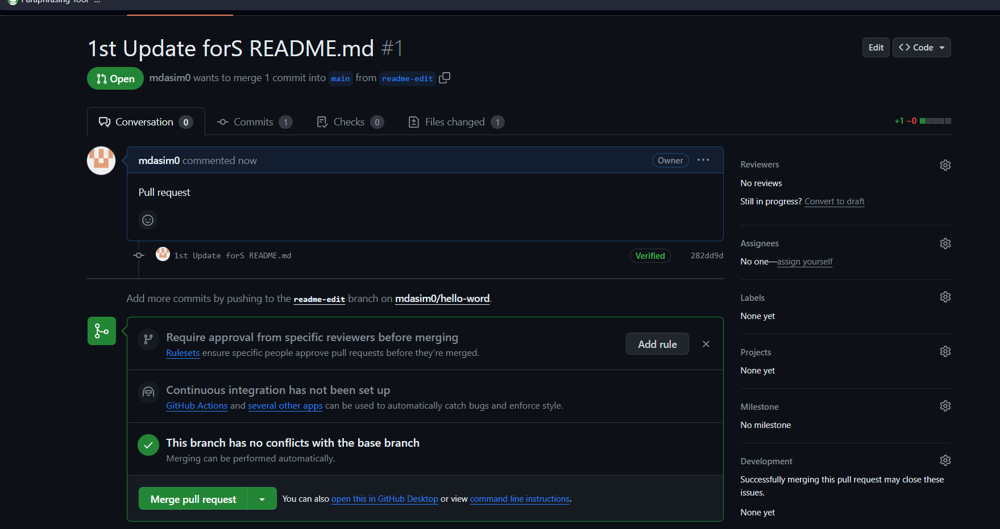 Paraphrasing Tool - ...
1st Update forS README.md #1
Edit
<> Code
Open
mdasim0 wants to merge 1 commit into main from readme-edit
Conversation 0
Commits 1
Checks 0
Files changed 1
+1 −0
mdasim0 commented now
Owner
Pull request
1st Update forS README.md
Verified
282dd9d
Add more commits by pushing to the readme-edit branch on mdasim0/hello-word.
Require approval from specific reviewers before merging
Rulesets ensure specific people approve pull requests before they're merged.
Add rule
Continuous integration has not been set up
GitHub Actions and several other apps can be used to automatically catch bugs and enforce style.
This branch has no conflicts with the base branch
Merging can be performed automatically.
Merge pull request
You can also open this in GitHub Desktop or view command line instructions.
Reviewers
No reviews
Still in progress? Convert to draft
Assignees
No one—assign yourself
Labels
None yet
Projects
None yet
Milestone
No milestone
Development
Successfully merging this pull request may close these
issues.
None yet